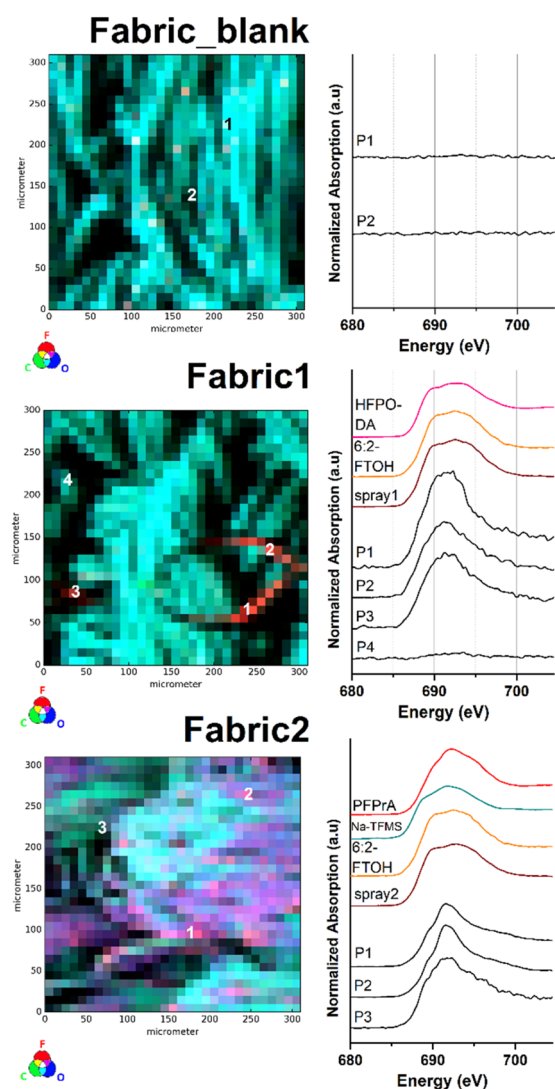 Fabric_blank
300
250
200
150
100
50
0
micrometer
1
2
0 50 100 150 200 250 300
micrometer
F
C O
Normalized Absorption (a.u)
P1
P2
680 690 700
Energy (eV)
Fabric1
300
250
200
150
100
50
0
micrometer
4
2
3
1
0 50 100 150 200 250 300
micrometer
F
C O
Normalized Absorption (a.u)
HFPO-
DA
6:2-
FTOH
spray1
P1
P2
P3
P4
680 690 700
Energy (eV)
Fabric2
300
250
200
150
100
50
0
micrometer
2
3
1
0 50 100 150 200 250 300
micrometer
F
C O
Normalized Absorption (a.u)
PFPrA
Na-TFMS
6:2-
FTOH
spray2
P1
P2
P3
680 690 700
Energy (eV)